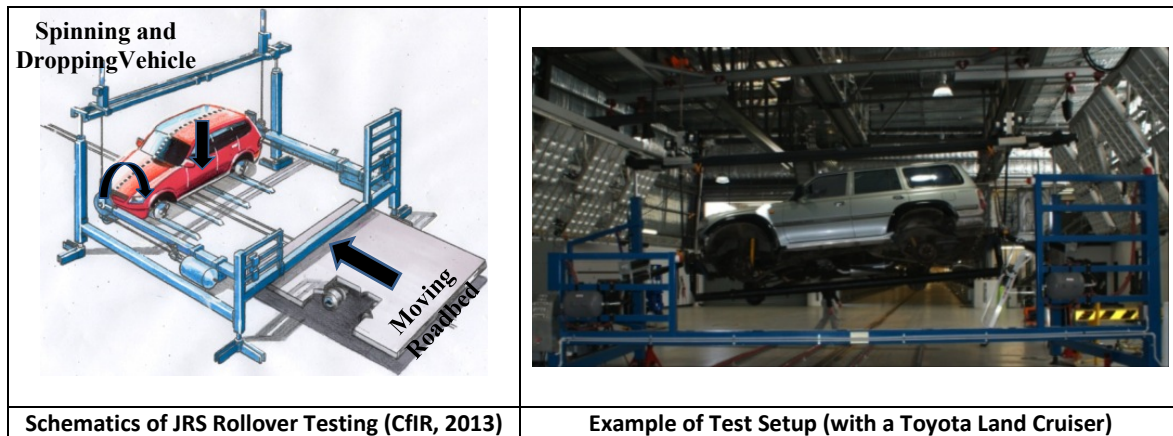 Spinning and
DroppingVehicle
Moving
Roadbed
Schematics of JRS Rollover Testing (CfIR, 2013)
Example of Test Setup (with a Toyota Land Cruiser)